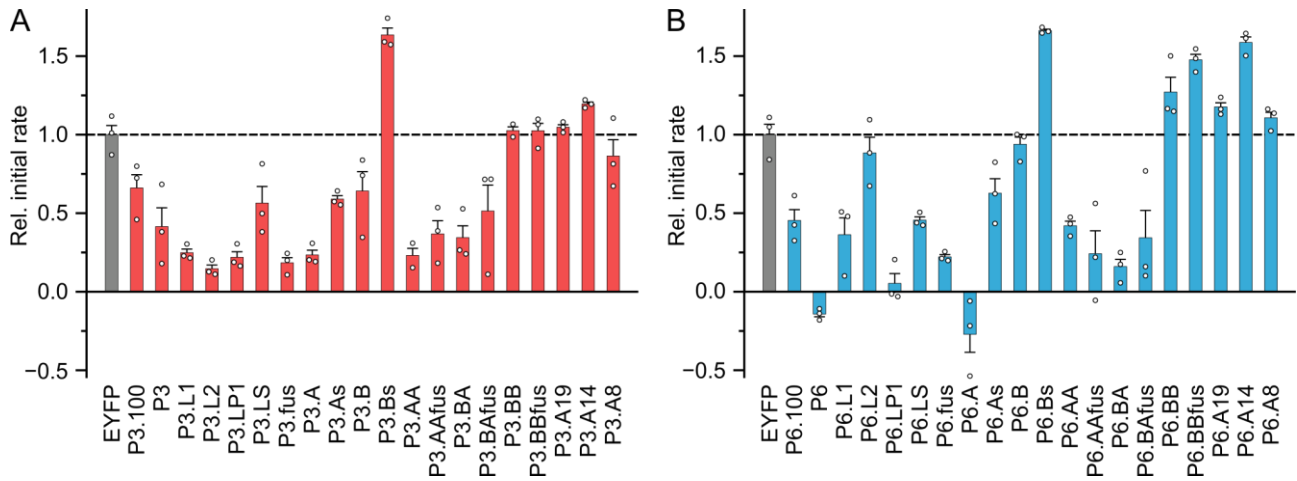 A
Rel. initial rate
1.5
1.0
0.5
0.0
−0.5
EYFP
P3.100
P3
P3.L1
P3.L2
P3.LP1
P3.LS
P3.fus
P3.A
P3.As
P3.B
P3.Bs
P3.AA
P3.AAfus
P3.BA
P3.BAfus
P3.BB
P3.BBfus
P3.A19
P3.A14
P3.A8
B
Rel. initial rate
1.5
1.0
0.5
0.0
−0.5
EYFP
P6.100
P6
P6.L1
P6.L2
P6.LP1
P6.LS
P6.fus
P6.A
P6.As
P6.B
P6.Bs
P6.AA
P6.AAfus
P6.BA
P6.BAfus
P6.BB
P6.BBfus
P6.A19
P6.A14
P6.A8